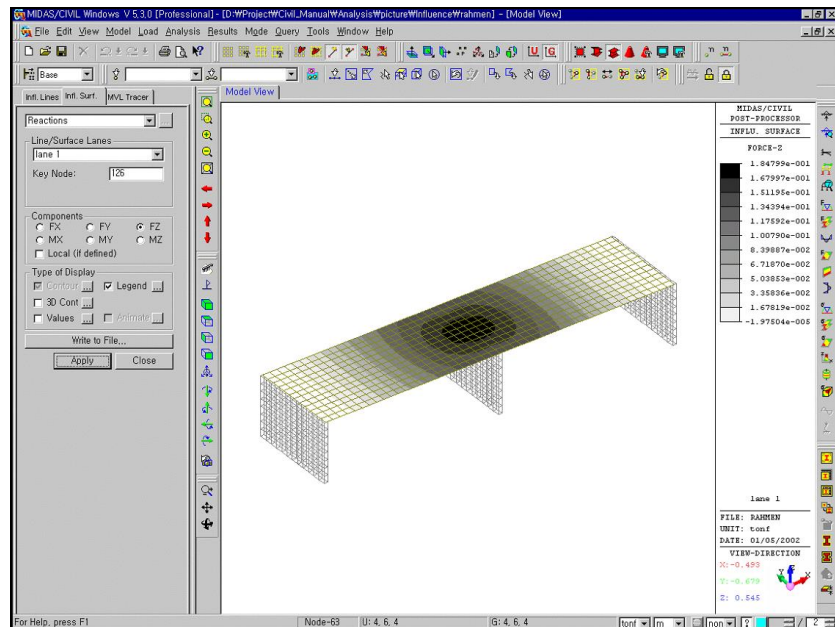 MIDAS/CIVIL Windows V 5,3,0 [Professional] - [D:₩Project₩Civil_Manual₩Analysis₩picture₩influence₩rahmen] - [Model View]
File Edit View Model Load Analysis Results Mode Query Tools Window Help
Base
Infl. Lines Infl. Surf. MVL Tracer
Model View
Reactions
Line/Surface Lanes
lane 1
Key Node: 126
Components
FX FY FZ
MX MY MZ
Local (if defined)
Type of Display
Contour ... Legend ...
3D Cont ...
Values ... Animate ...
Write to File...
Apply Close
MIDAS/CIVIL
POST-PROCESSOR
INFLU. SURFACE
FORCE-Z
1.84799e-001
1.67997e-001
1.51195e-001
1.34394e-001
1.17592e-001
1.00790e-001
8.39887e-002
6.71870e-002
5.03853e-002
3.35836e-002
1.67819e-002
-1.97504e-005
lane 1
FILE: RAHMEN
UNIT: tonf
DATE: 01/05/2002
VIEW-DIRECTION
X:-0.493
Y:-0.679
Z: 0.545
For Help, press F1 Node-63 U: 4, 6, 4 G: 4, 6, 4 tonf m non ? / 2